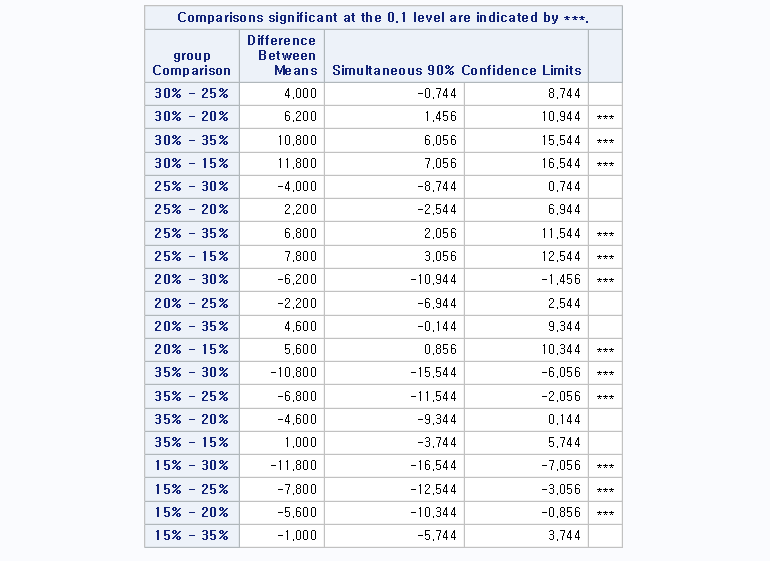 Comparisons significant at the 0.1 level are indicated by ***.
group Comparison Difference Between Means Simultaneous 90% Confidence Limits
30% - 25% 4.000 -0.744 8.744
30% - 20% 6.200 1.456 10.944 ***
30% - 35% 10.800 6.056 15.544 ***
30% - 15% 11.800 7.056 16.544 ***
25% - 30% -4.000 -8.744 0.744
25% - 20% 2.200 -2.544 6.944
25% - 35% 6.800 2.056 11.544 ***
25% - 15% 7.800 3.056 12.544 ***
20% - 30% -6.200 -10.944 -1.456 ***
20% - 25% -2.200 -6.944 2.544
20% - 35% 4.600 -0.144 9.344
20% - 15% 5.600 0.856 10.344 ***
35% - 30% -10.800 -15.544 -6.056 ***
35% - 25% -6.800 -11.544 -2.056 ***
35% - 20% -4.600 -9.344 0.144
35% - 15% 1.000 -3.744 5.744
15% - 30% -11.800 -16.544 -7.056 ***
15% - 25% -7.800 -12.544 -3.056 ***
15% - 20% -5.600 -10.344 -0.856 ***
15% - 35% -1.000 -5.744 3.744